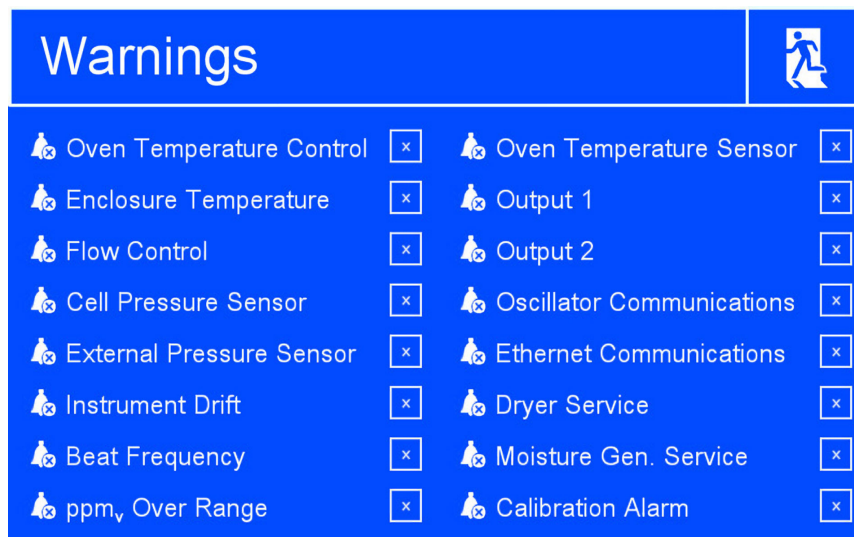 Warnings
Oven Temperature Control x
Oven Temperature Sensor x
Enclosure Temperature x
Output 1 x
Flow Control x
Output 2 x
Cell Pressure Sensor x
Oscillator Communications x
External Pressure Sensor x
Ethernet Communications x
Instrument Drift x
Dryer Service x
Beat Frequency x
Moisture Gen. Service x
ppmᵥ Over Range x
Calibration Alarm x